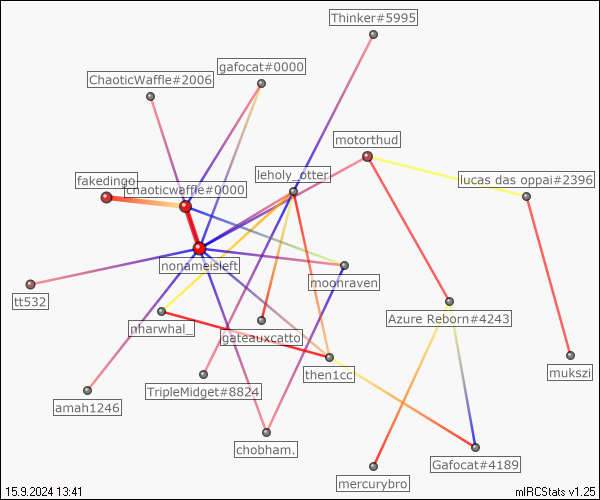 Thinker#5995
gafocat#0000
ChaoticWaffle#2006
motorthud
leholy_otter
lucas das oppai#2396
fakedingo
chaoticwaffle#0000
nonameisleft
moonraven
tt532
nharwhal_
gateauxcatto
Azure Reborn#4243
then1cc
mukszi
TripleMidget#8824
amah1246
chobham.
Gafocat#4189
mercurybro
15.9.2024 13:41
mIRCStats v1.25